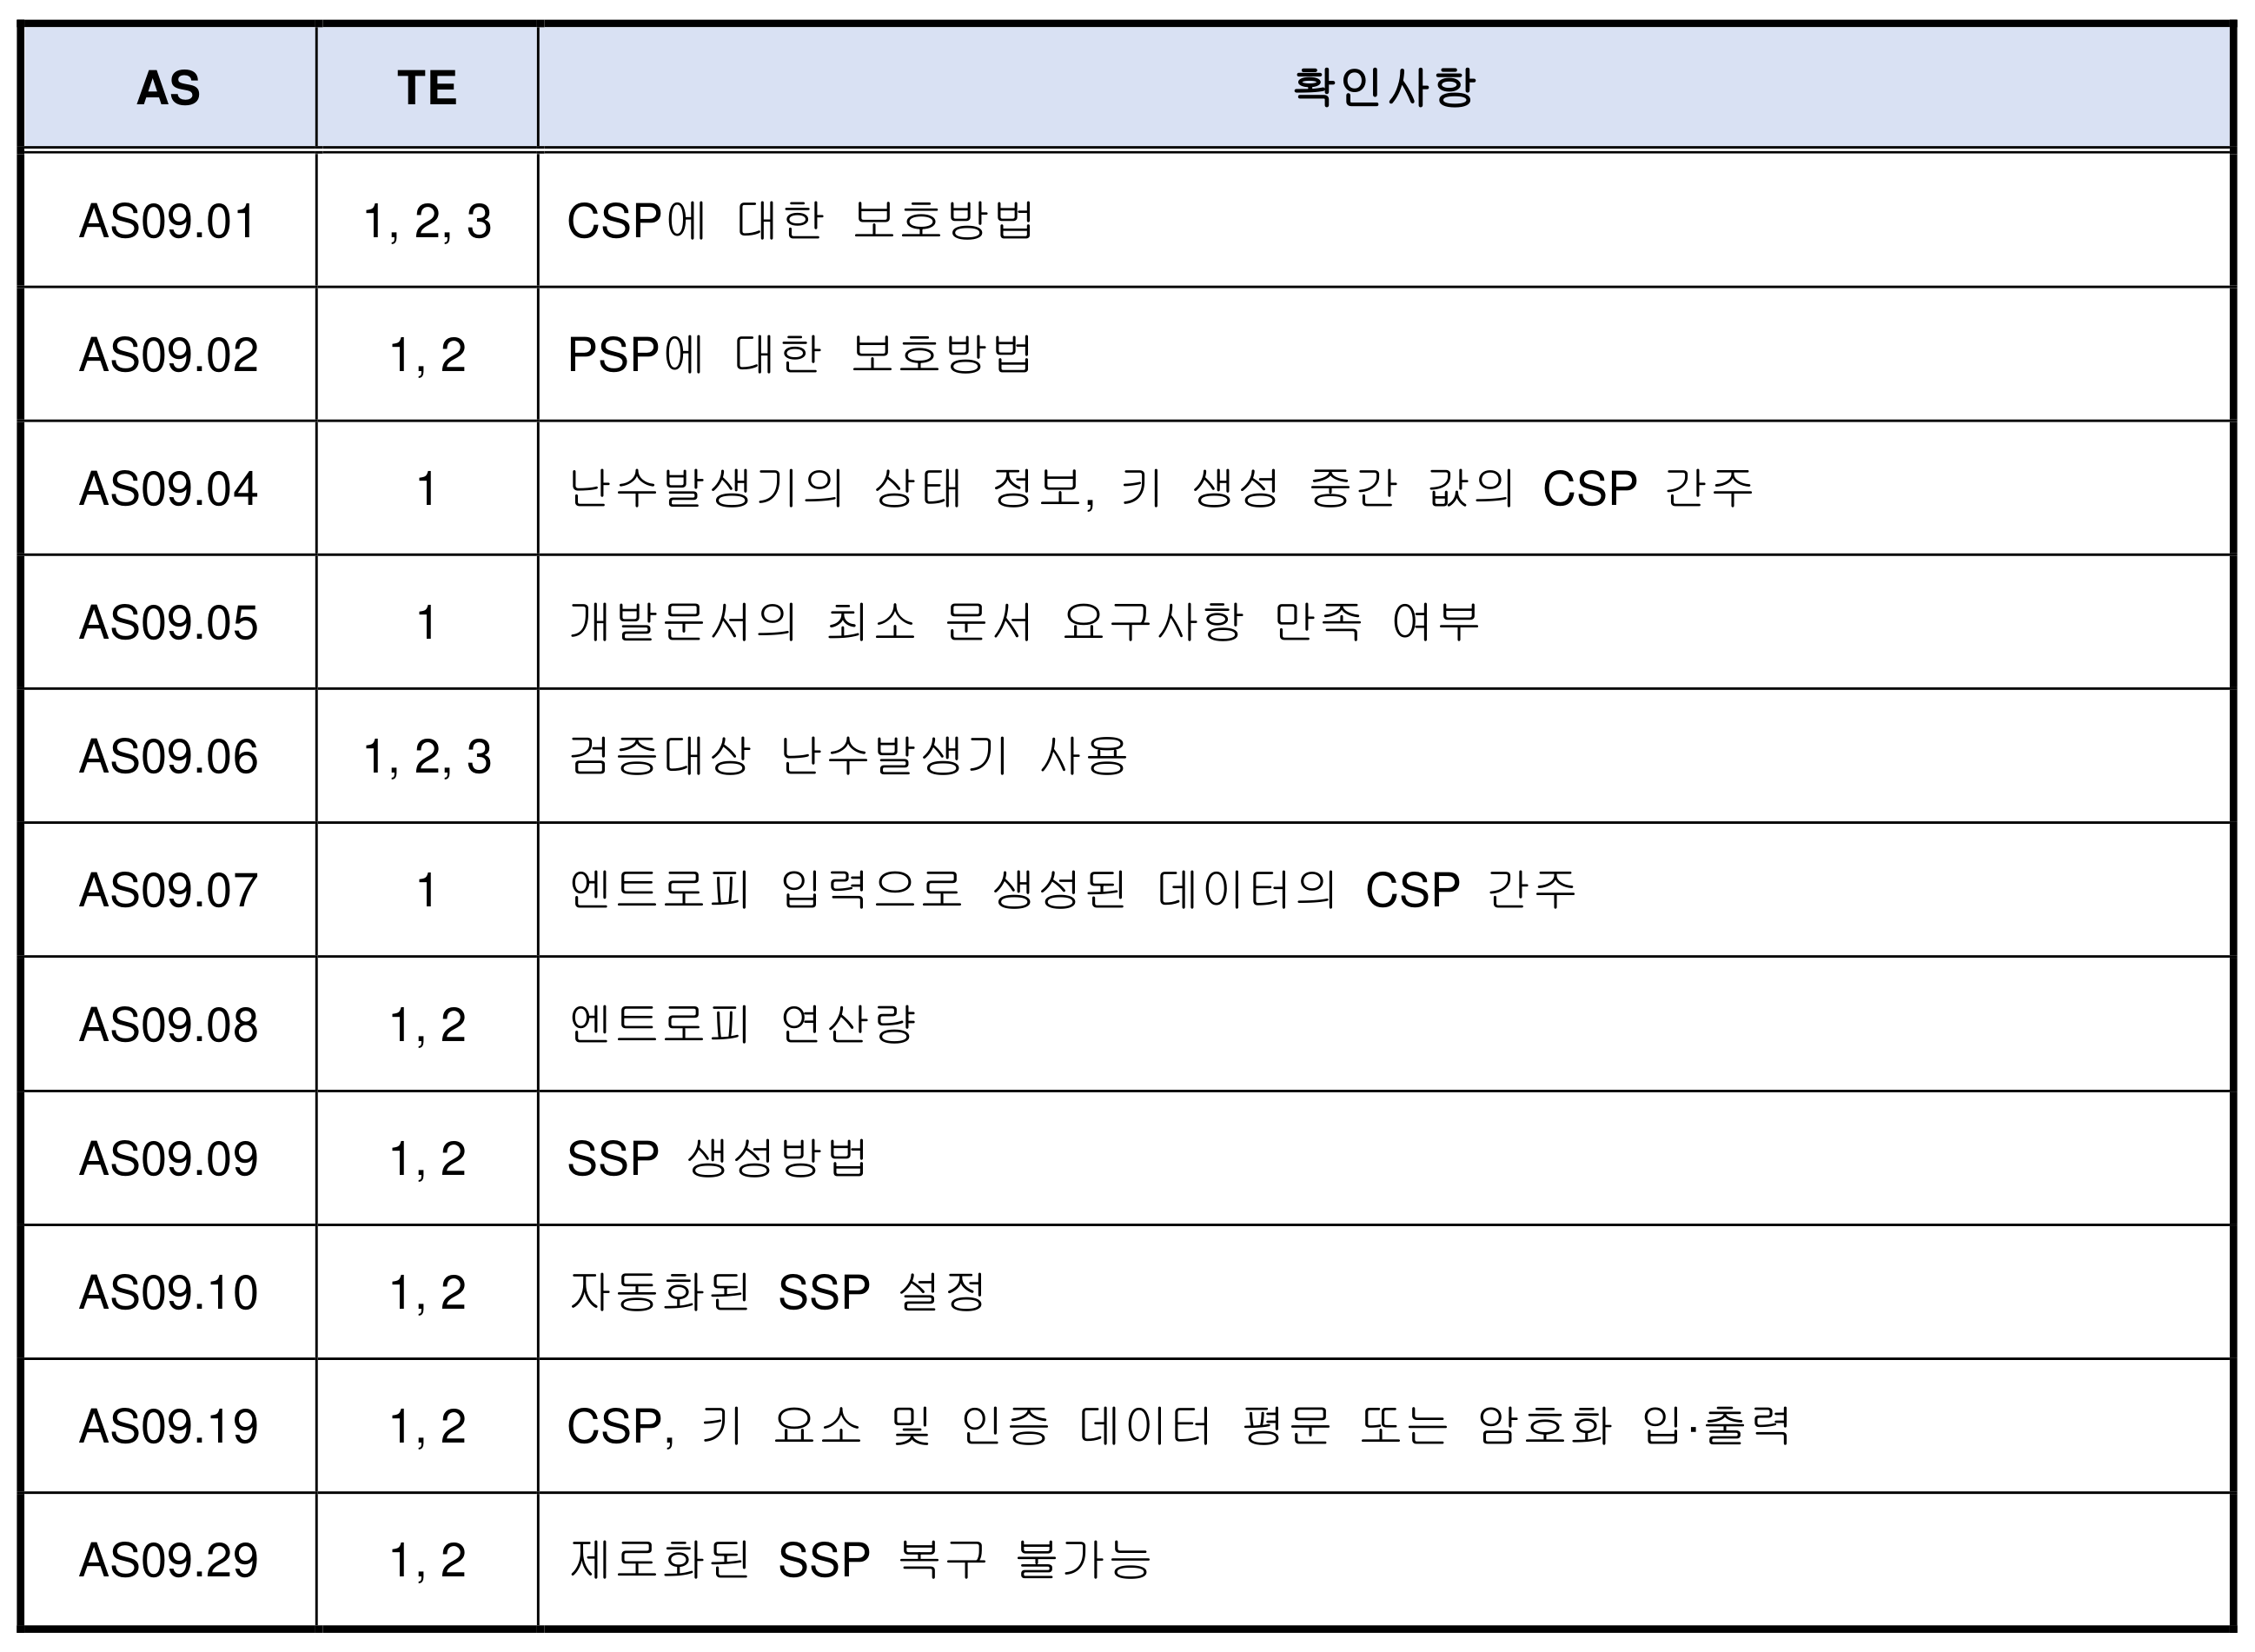 AS TE 확인사항
AS09.01 1, 2, 3 CSP에 대한 보호방법
AS09.02 1, 2 PSP에 대한 보호방법
AS09.04 1 난수발생기의 상태 정보, 키 생성 중간 값의 CSP 간주
AS09.05 1 개발문서의 최소 문서 요구사항 만족 여부
AS09.06 1, 2, 3 검증대상 난수발생기 사용
AS09.07 1 엔트로피 입력으로 생성된 데이터의 CSP 간주
AS09.08 1, 2 엔트로피 연산량
AS09.09 1, 2 SSP 생성방법
AS09.10 1, 2 자동화된 SSP 설정
AS09.19 1, 2 CSP, 키 요소 및 인증 데이터 평문 또는 암호화 입·출력
AS09.29 1, 2 제로화된 SSP 복구 불가능